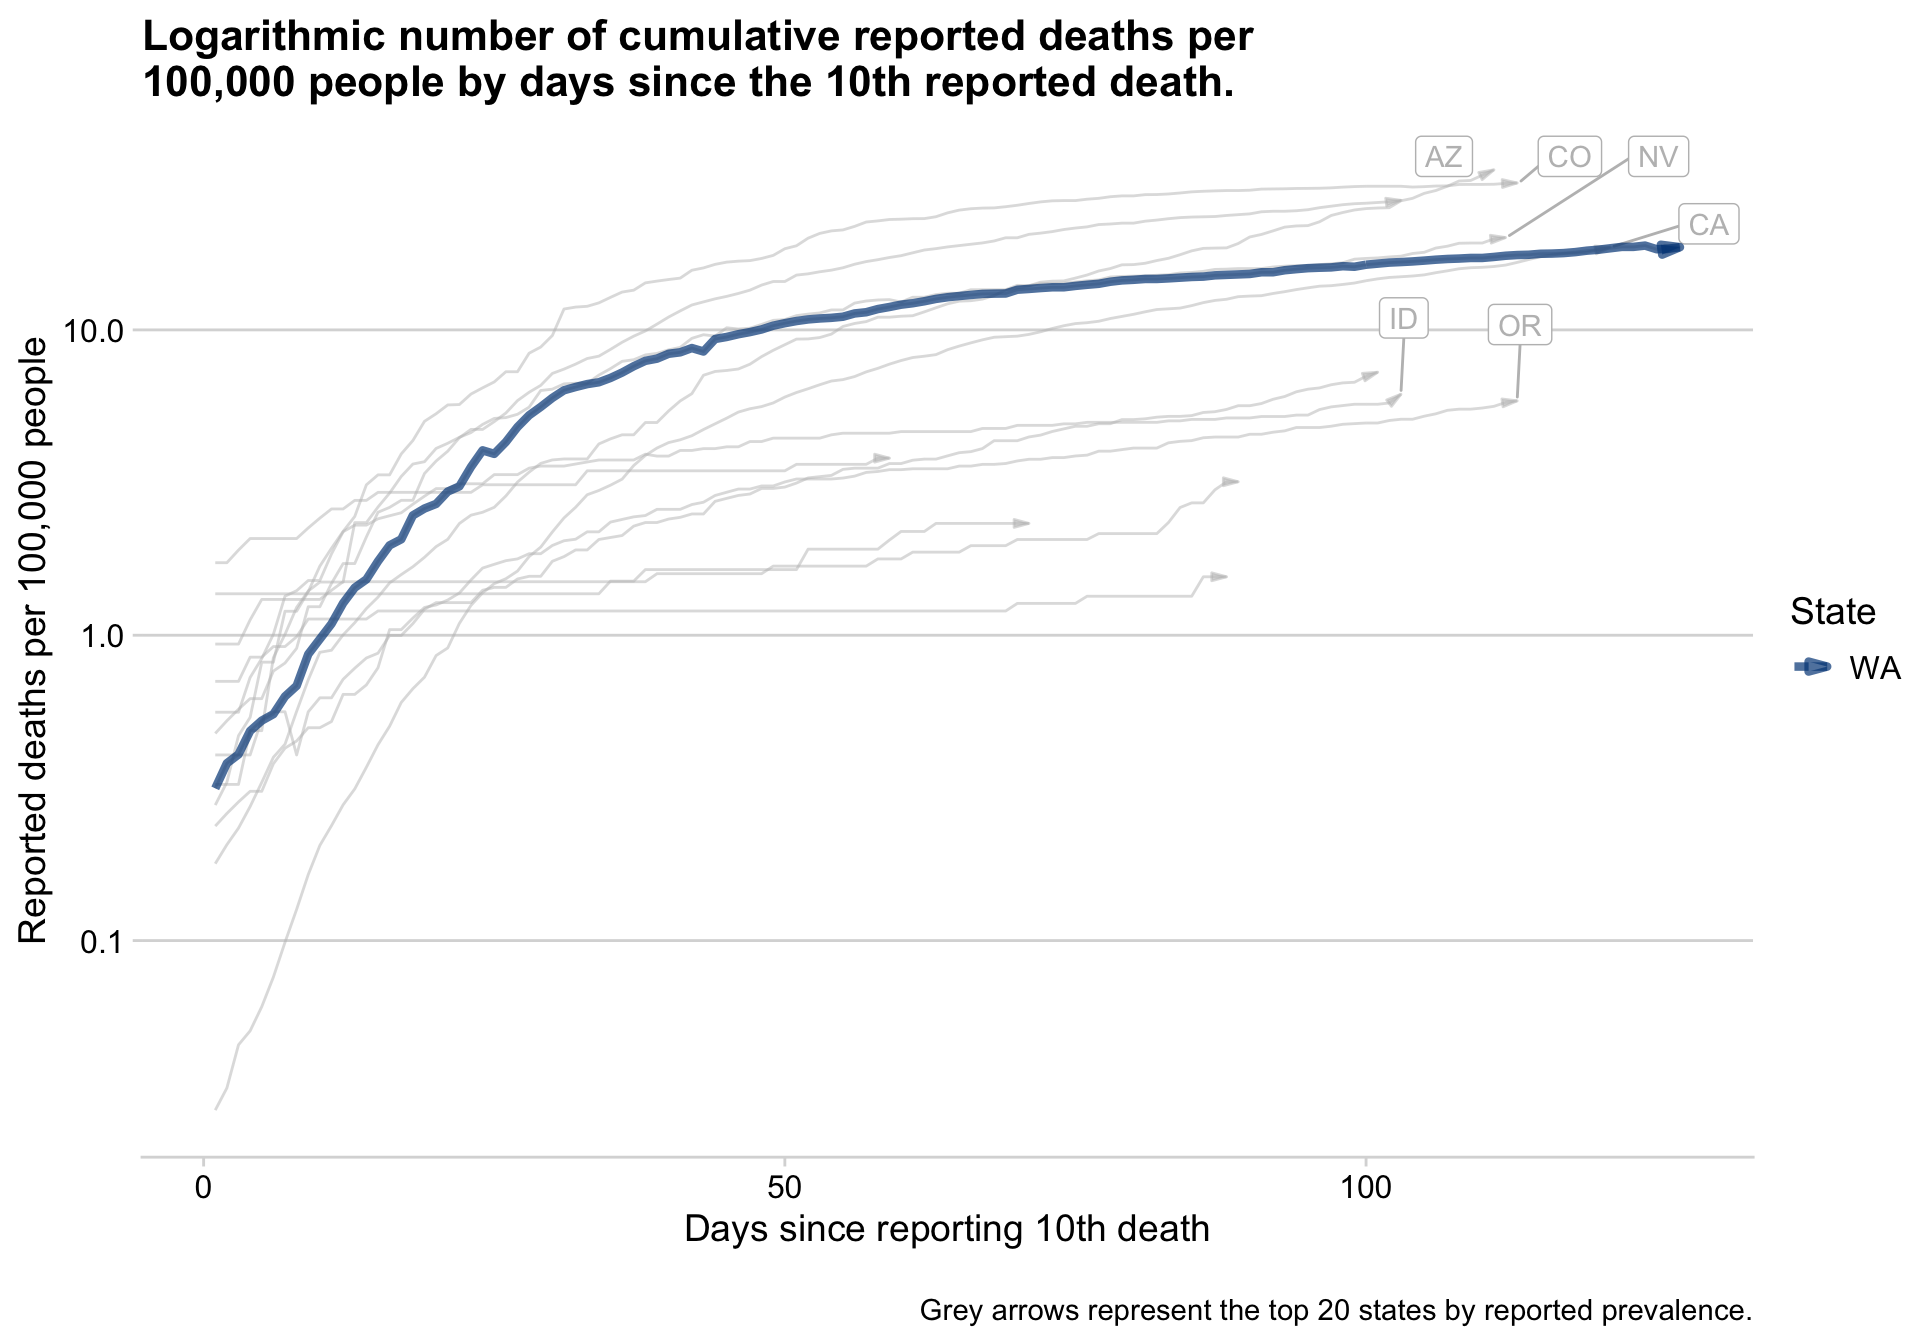 Logarithmic number of cumulative reported deaths per
100,000 people by days since the 10th reported death.
AZ
CO
NV
CA
ID
OR
10.0
1.0
0.1
Reported deaths per 100,000 people
0
50
100
Days since reporting 10th death
State
WA
Grey arrows represent the top 20 states by reported prevalence.